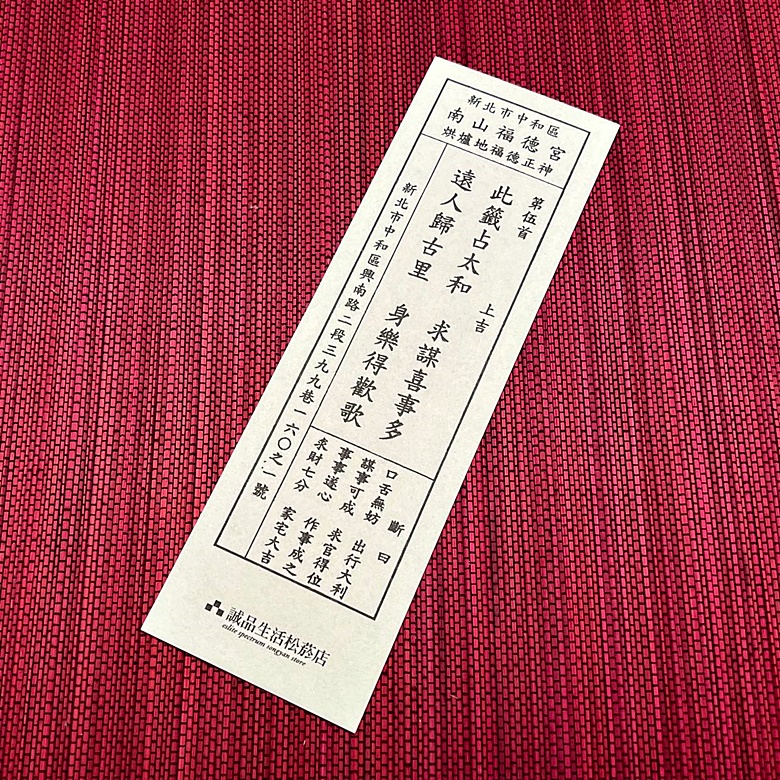 新北市中和區
南山福德宮
烘爐地福德正神
第伍首 上吉
此籤占太和 求謀喜事多
遠人歸古里 身樂得歡歌
新北市中和區興南路二段三九九巷一六〇之一號
斷曰
口舌無妨 出行大利
謀事可成 求官得位
事事遂心 作事成之
求財七分 家宅大吉
誠品生活松菸店
eslite spectrum songyan store